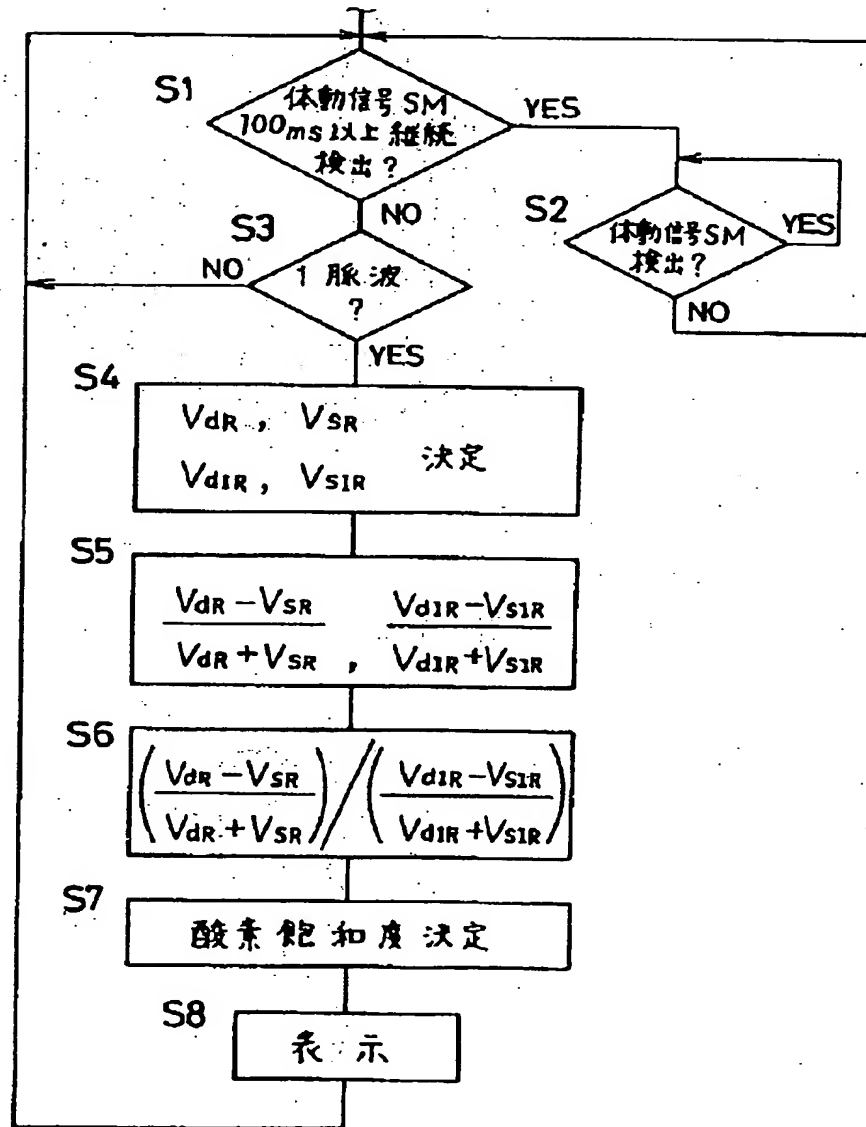 S1
体動信号SM
100ms以上継続
検出?
YES
NO
S2
体動信号SM
検出?
YES
NO
S3
1脈波
?
NO
YES
S4
VdR, VSR
VdIR, VSIR
決定
S5
VdR-VSR
VdR+VSR
,
VdIR-VSIR
VdIR+VSIR
S6
(VdR-VSR
VdR+VSR)
/
(VdIR-VSIR
VdIR+VSIR)
S7
酸素飽和度決定
S8
表示